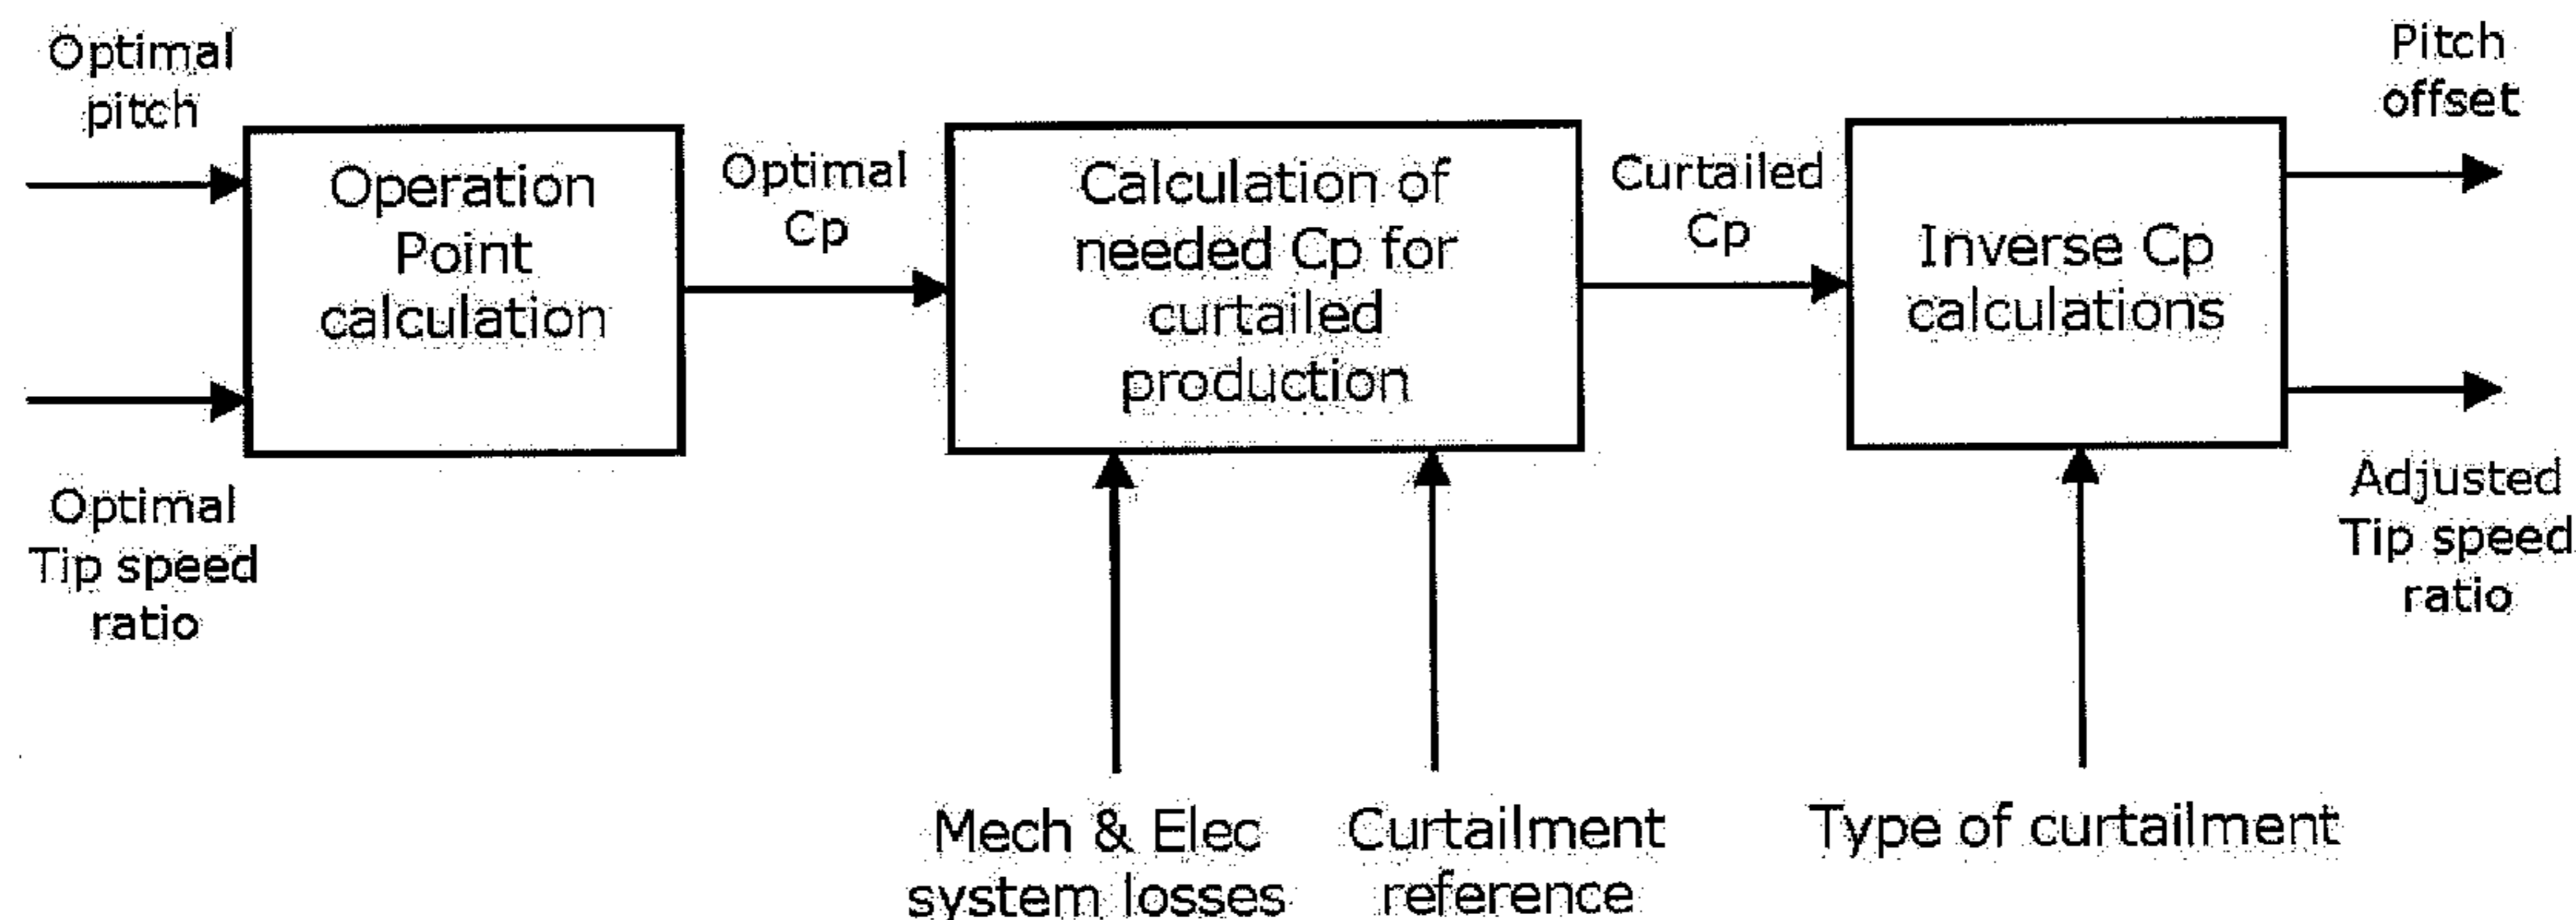 Optimal
pitch
Optimal
Tip speed
ratio
Operation
Point
calculation
Optimal
Cp
Calculation of
needed Cp for
curtailed
production
Mech & Elec
system losses
Curtailment
reference
Curtailed
Cp
Inverse Cp
calculations
Type of curtailment
Pitch
offset
Adjusted
Tip speed
ratio